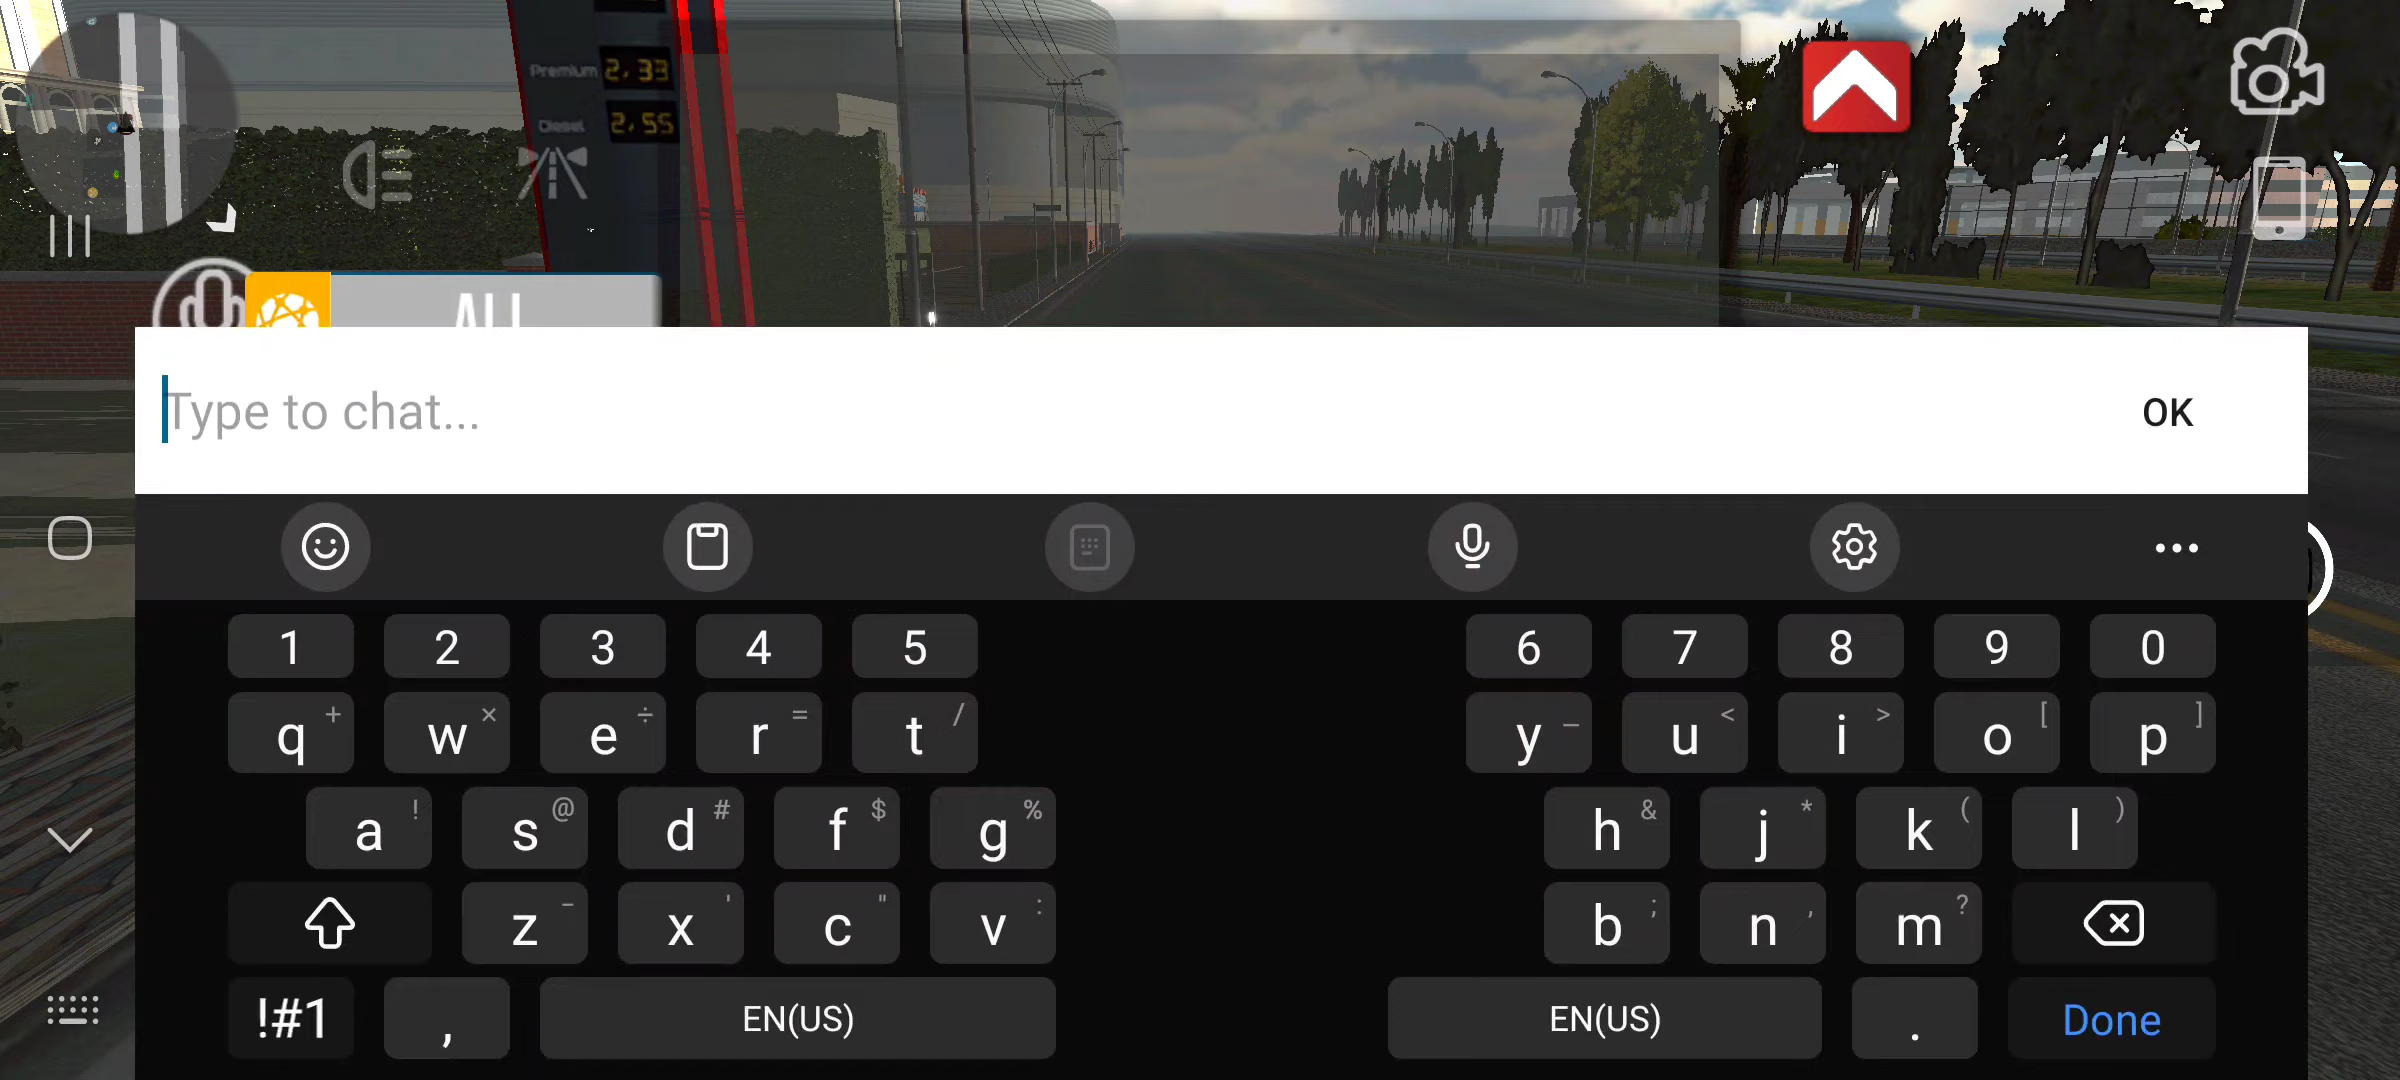 Premium 2.33
Diesel 2.55
ALL
Type to chat...
OK
1 2 3 4 5 6 7 8 9 0
q + w × e ÷ r = t / y _ u < i > o [ p ]
a ! s @ d # f $ g % h & j * k ( l )
z - x ' c " v : b ; n , m ?
!#1 , EN(US) EN(US) . Done